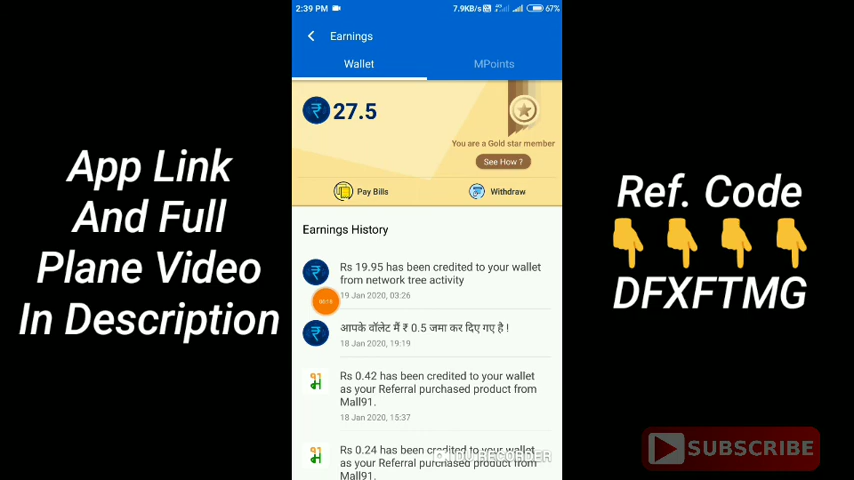 2:39 PM 7.9KB/s 67%
Earnings
Wallet MPoints
27.5
You are a Gold star member
See How ?
Pay Bills Withdraw
Earnings History
Rs 19.95 has been credited to your wallet
from network tree activity
19 Jan 2020, 03:26
आपके वॉलेट मैं ₹ 0.5 जमा कर दिए गए है !
18 Jan 2020, 19:19
Rs 0.42 has been credited to your wallet
as your Referral purchased product from
Mall91.
18 Jan 2020, 15:37
Rs 0.24 has been credited to your wallet
as your Referral purchased product from
Mall91.
DU RECORDER
App Link
And Full
Plane Video
In Description
Ref. Code
👇 👇 👇 👇
DFXFTMG
SUBSCRIBE